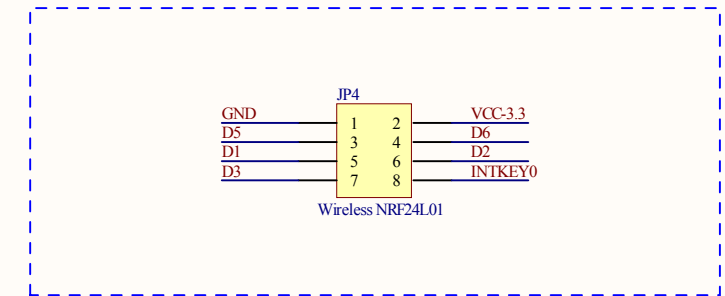 JP4
GND 1 2 VCC-3.3
D5 3 4 D6
D1 5 6 D2
D3 7 8 INTKEY0
Wireless NRF24L01